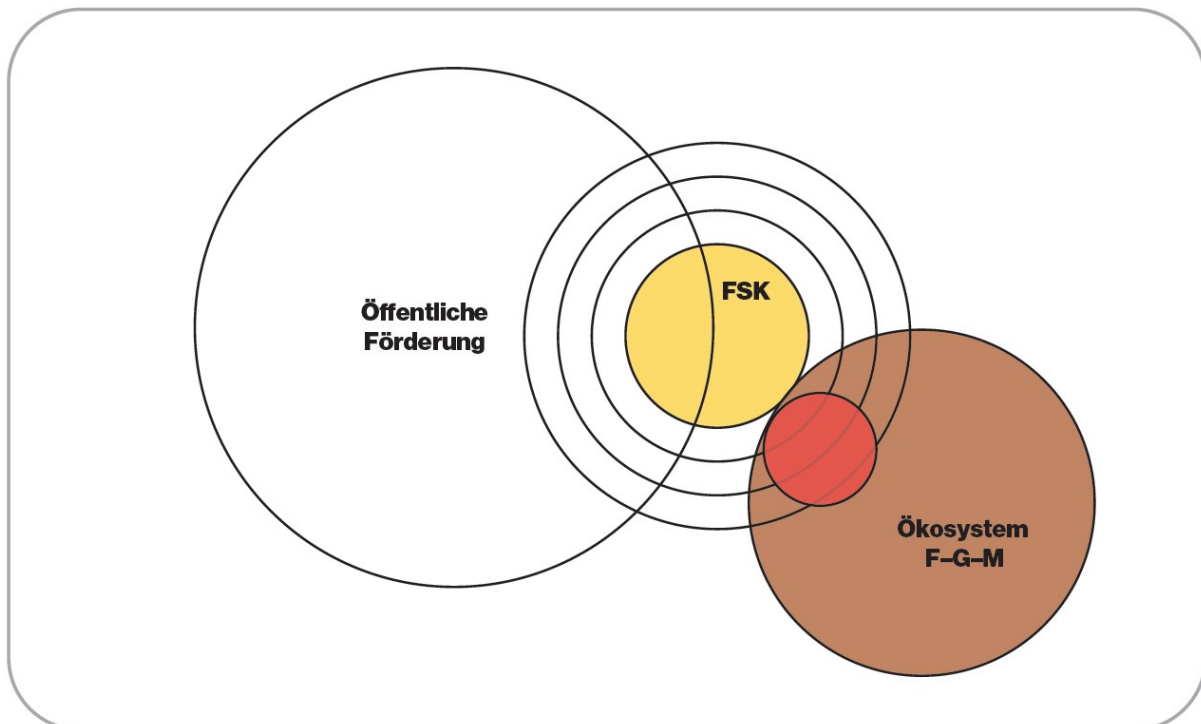 FSK
Öffentliche
Förderung
Ökosystem
F–G–M